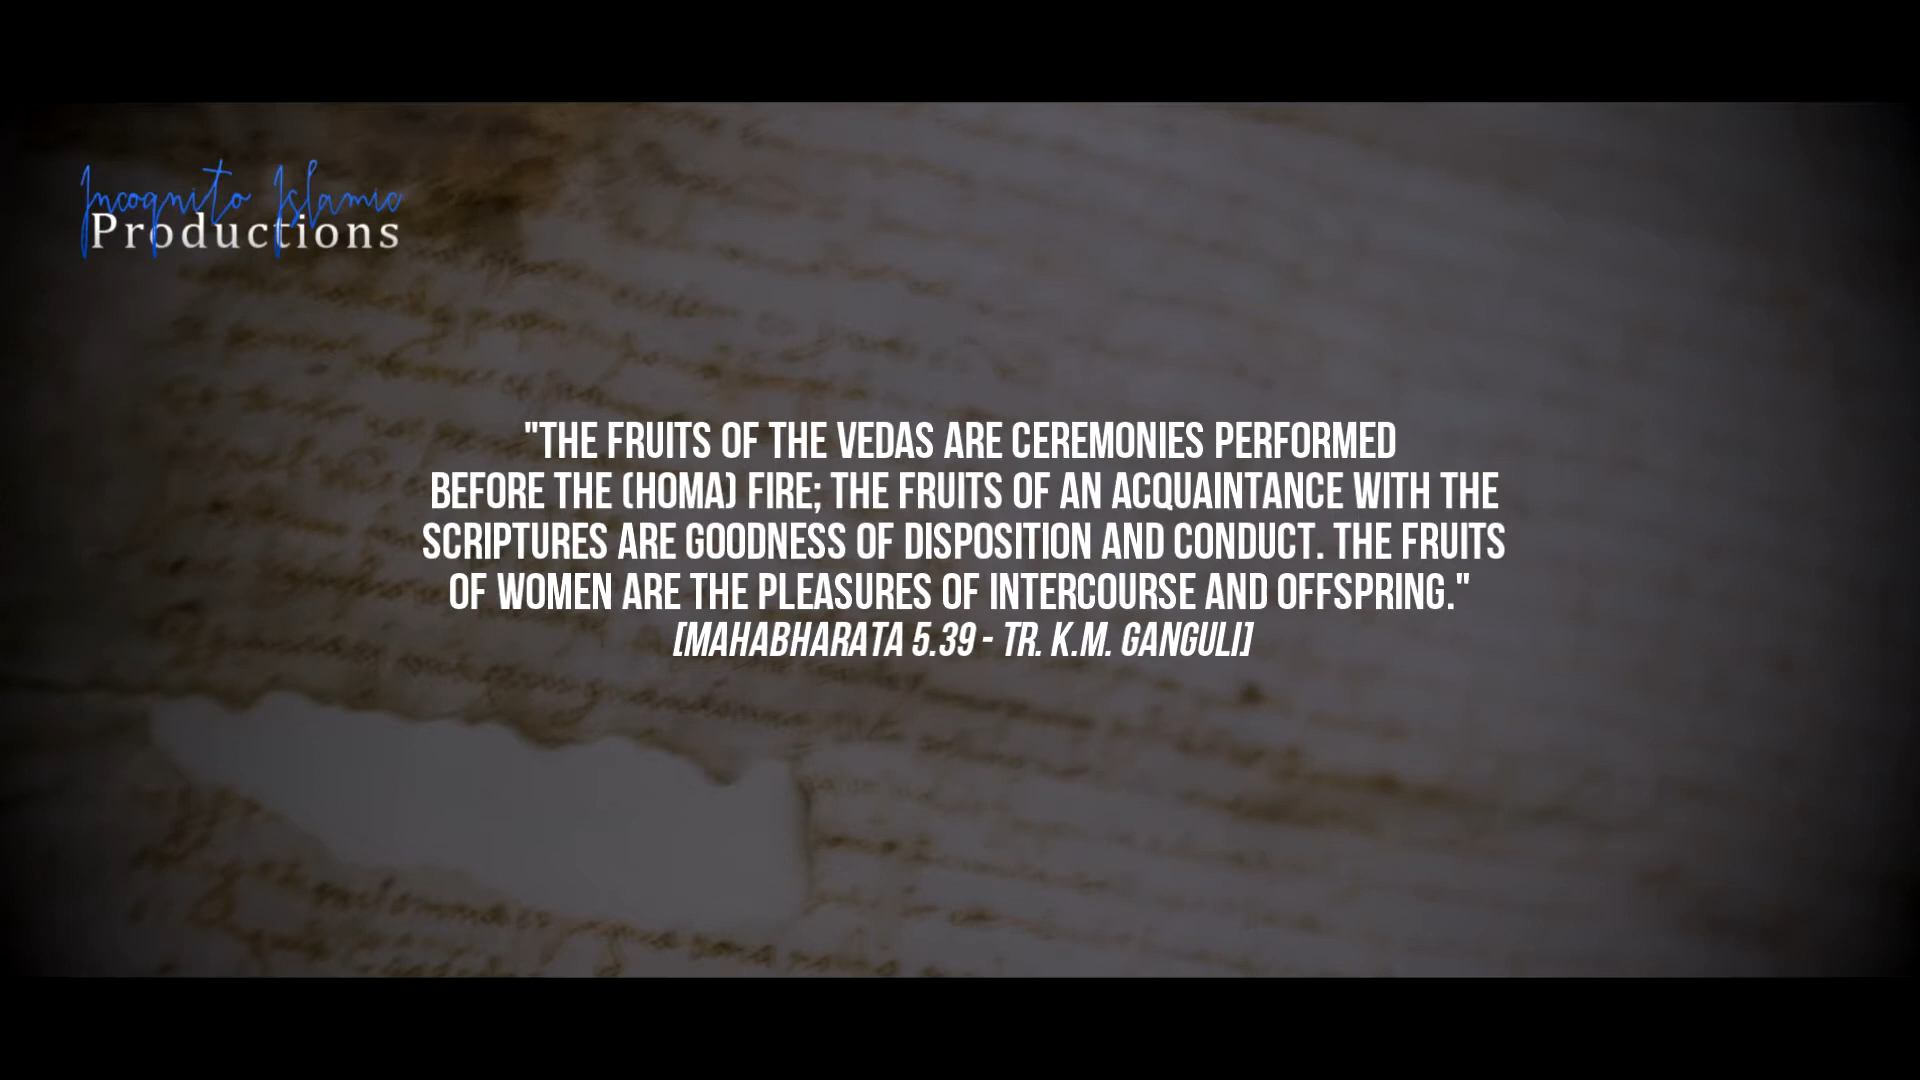 Incognito Islamic
Productions
"THE FRUITS OF THE VEDAS ARE CEREMONIES PERFORMED
BEFORE THE (HOMA) FIRE; THE FRUITS OF AN ACQUAINTANCE WITH THE
SCRIPTURES ARE GOODNESS OF DISPOSITION AND CONDUCT. THE FRUITS
OF WOMEN ARE THE PLEASURES OF INTERCOURSE AND OFFSPRING."
[MAHABHARATA 5.39 - TR. K.M. GANGULI]